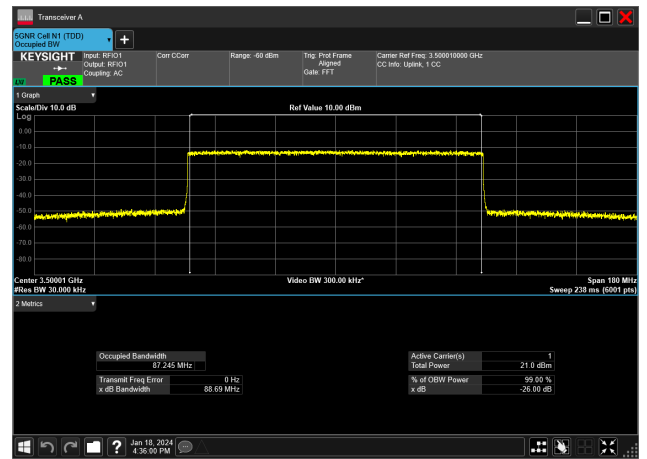 Transceiver A
5GNR Cell N1 (TDD)
Occupied BW
KEYSIGHT
LW PASS
Input: RFIO1
Output: RFIO1
Coupling: AC
Corr CCorr
Range: -60 dBm
Trig: Prot Frame
Aligned
Gate: FFT
Carrier Ref Freq: 3.500010000 GHz
CC Info: Uplink, 1 CC
1 Graph
Scale/Div 10.0 dB
Ref Value 10.00 dBm
Log
0.00
-10.0
-20.0
-30.0
-40.0
-50.0
-60.0
-70.0
-80.0
Center 3.50001 GHz
Video BW 300.00 kHz*
Span 180 MHz
#Res BW 30.000 kHz
Sweep 238 ms (6001 pts)
2 Metrics
Occupied Bandwidth
87.245 MHz
Transmit Freq Error 0 Hz
x dB Bandwidth 88.69 MHz
Active Carrier(s) 1
Total Power 21.0 dBm
% of OBW Power 99.00 %
x dB -26.00 dB
Jan 18, 2024
4:36:00 PM